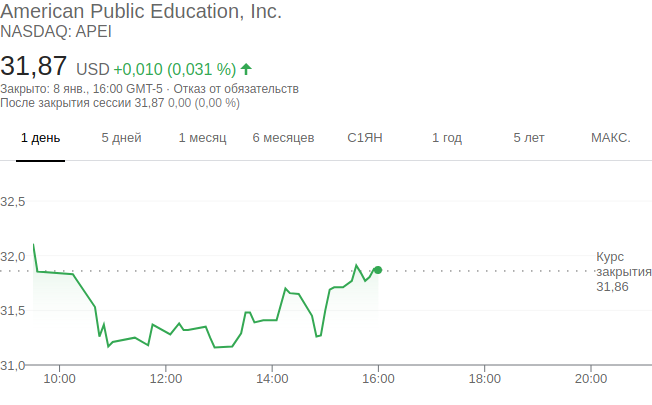 American Public Education, Inc.
NASDAQ: APEI
31,87 USD +0,010 (0,031 %)
Закрыто: 8 янв., 16:00 GMT-5 · Отказ от обязательств
После закрытия сессии 31,87 0,00 (0,00 %)
1 день 5 дней 1 месяц 6 месяцев С1ЯН 1 год 5 лет МАКС.
32,5
32,0
Курс
закрытия
31,86
31,5
31,0
10:00 12:00 14:00 16:00 18:00 20:00